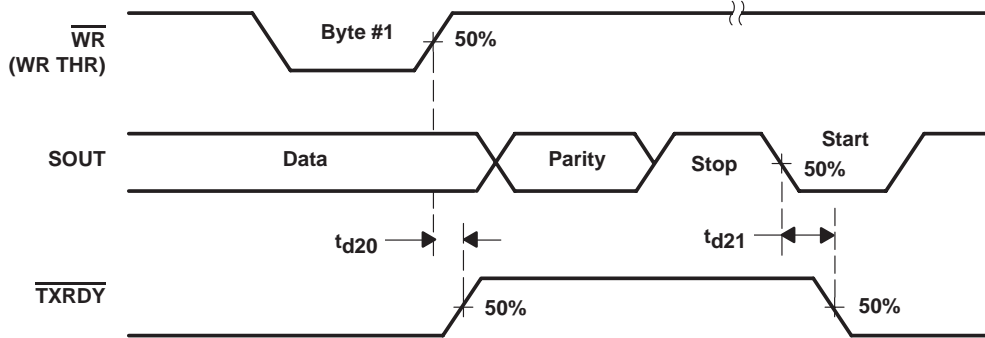 WR
(WR THR)
Byte #1
50%
SOUT
Data
Parity
Stop
Start
50%
td20
td21
TXRDY
50%
50%